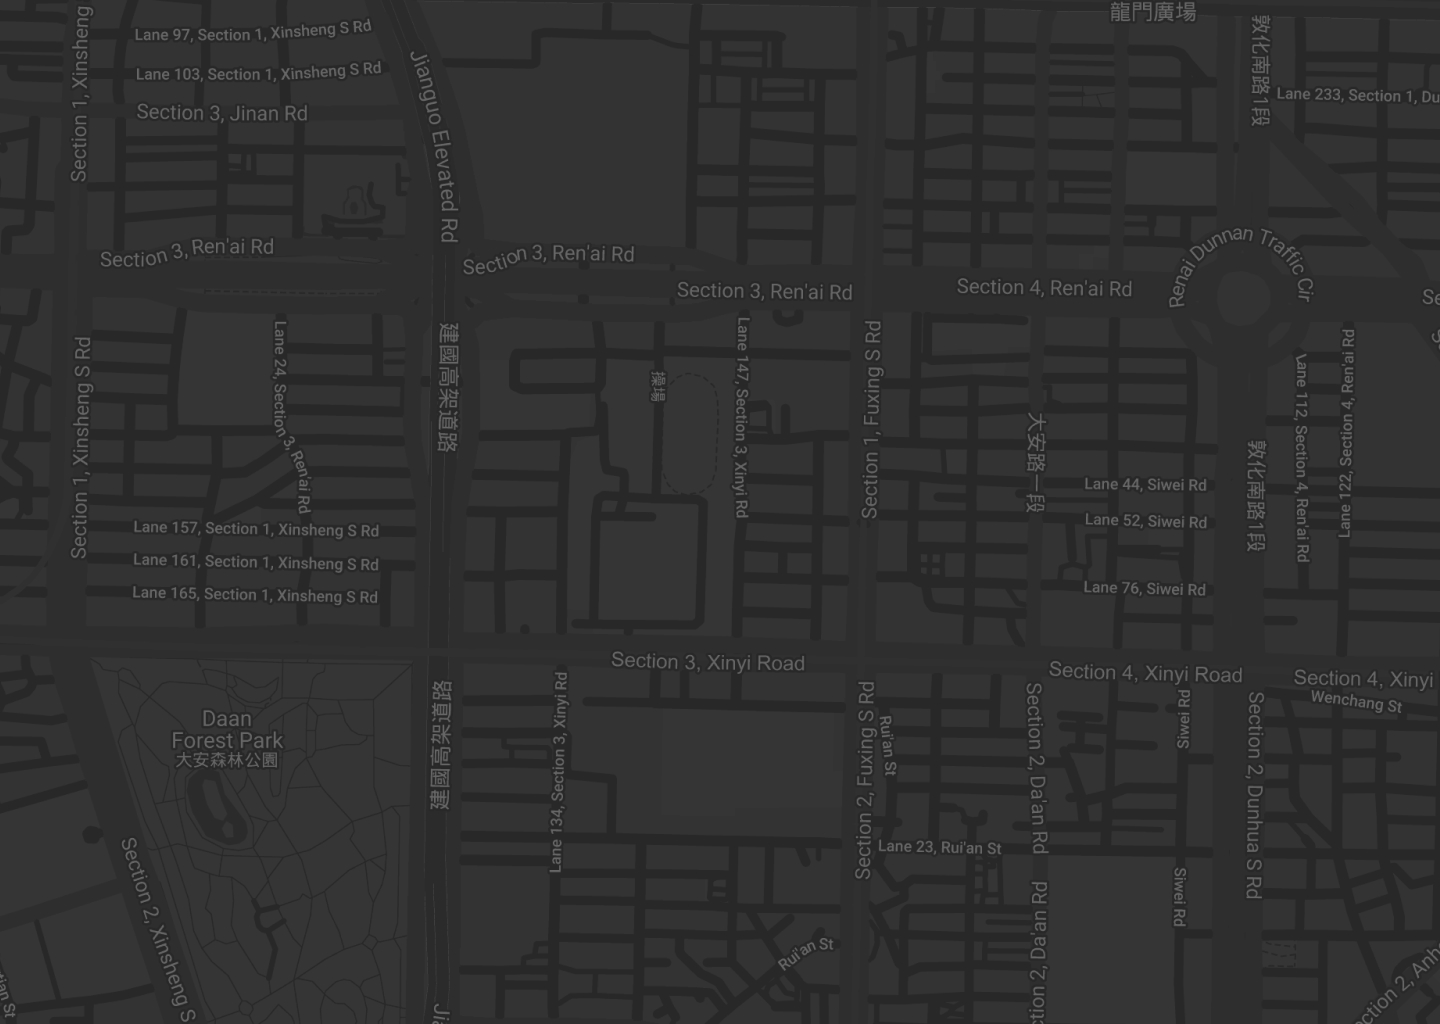 龍門廣場
Lane 97, Section 1, Xinsheng S Rd
Lane 103, Section 1, Xinsheng S Rd
Section 3, Jinan Rd
Section 1, Xinsheng
Jianguo Elevated Rd
敦化南路1段
Lane 233, Section 1, Du
Section 3, Ren'ai Rd
Section 3, Ren'ai Rd
Section 3, Ren'ai Rd
Section 4, Ren'ai Rd
Renai Dunnan Traffic Cir
Section 1, Xinsheng S Rd
Lane 24, Section 3, Ren'ai Rd
建國高架道路
操場
Lane 147, Section 3, Xinyi Rd
Section 1, Fuxing S Rd
大安路一段
Lane 44, Siwei Rd
Lane 52, Siwei Rd
Lane 76, Siwei Rd
敦化南路1段
Lane 112, Section 4, Ren'ai Rd
Lane 122, Section 4, Ren'ai Rd
Lane 157, Section 1, Xinsheng S Rd
Lane 161, Section 1, Xinsheng S Rd
Lane 165, Section 1, Xinsheng S Rd
Section 3, Xinyi Road
Section 4, Xinyi Road
Section 4, Xinyi
Wenchang St
Daan
Forest Park
大安森林公園
建國高架道路
Lane 134, Section 3, Xinyi Rd
Section 2, Fuxing S Rd
Rui'an St
Section 2, Da'an Rd
Siwei Rd
Section 2, Dunhua S Rd
Lane 23, Rui'an St
Section 2, Xinsheng S
Rui'an St
ction 2, Da'an Rd
Siwei Rd
ction 2, Anh